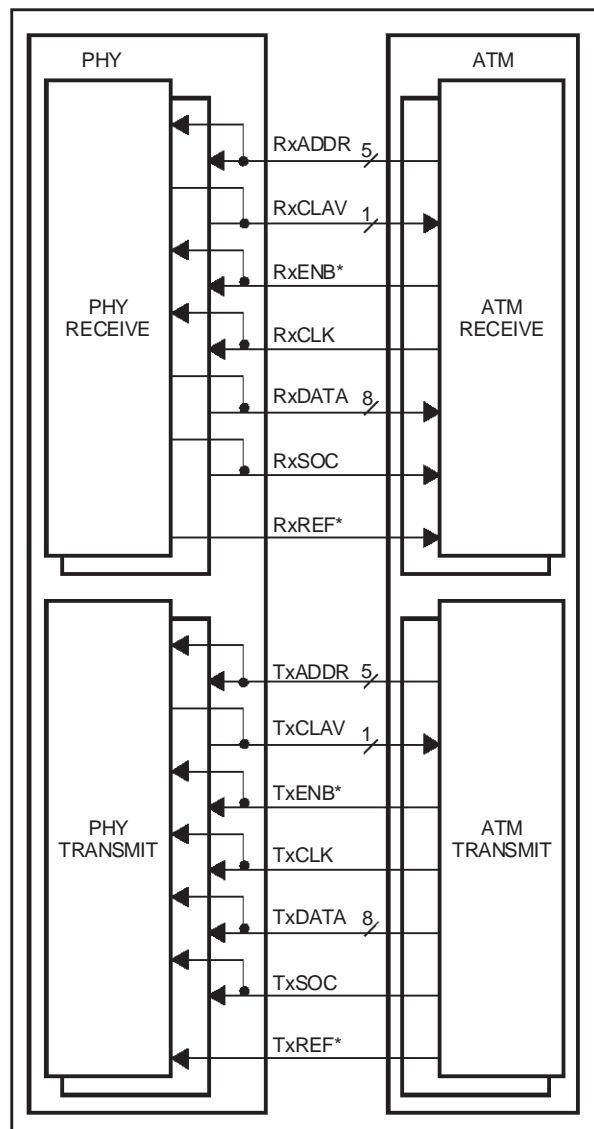 PHY
ATM
RxADDR 5
RxCLAV 1
RxENB*
PHY
RECEIVE
ATM
RECEIVE
RxCLK
RxDATA 8
RxSOC
RxREF*
TxADDR 5
TxCLAV 1
TxENB*
PHY
TRANSMIT
ATM
TRANSMIT
TxCLK
TxDATA 8
TxSOC
TxREF*